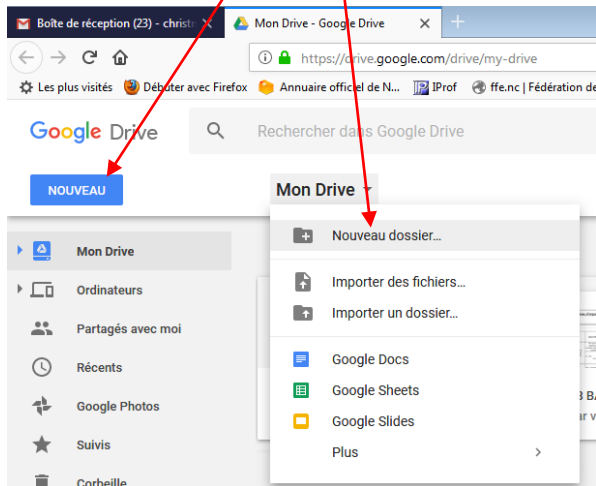 Boîte de réception (23) - christ
Mon Drive - Google Drive
https://drive.google.com/drive/my-drive
Les plus visités Débuter avec Firefox Annuaire officiel de N... IProf ffe.nc | Fédération de
Google Drive
Rechercher dans Google Drive
NOUVEAU
Mon Drive
Nouveau dossier...
Importer des fichiers...
Importer un dossier...
Google Docs
Google Sheets
Google Slides
Plus
Mon Drive
Ordinateurs
Partagés avec moi
Récents
Google Photos
Suivis
Corbeille